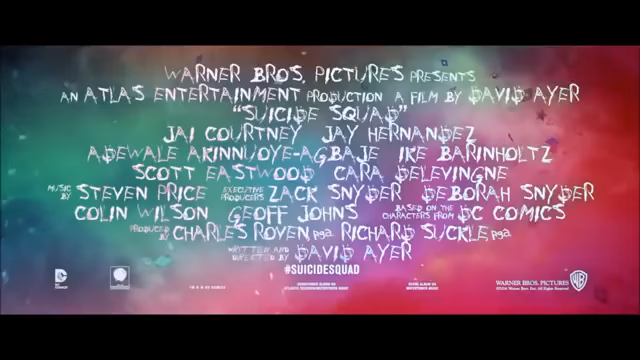 WARNER BROS. PICTURES PRESENTS
AN ATLAS ENTERTAINMENT PRODUCTION A FILM BY DAVID AYER
"SUICIDE SQUAD"
JAI COURTNEY JAY HERNANDEZ
ADEWALE AKINNUOYE-AGBAJE IKE BARINHOLTZ
SCOTT EASTWOOD CARA DELEVINGNE
MUSIC BY STEVEN PRICE EXECUTIVE PRODUCERS ZACK SNYDER DEBORAH SNYDER
COLIN WILSON GEOFF JOHNS BASED ON THE CHARACTERS FROM DC COMICS
PRODUCED BY CHARLES ROVEN, p.g.a. RICHARD SUCKLE, p.g.a.
WRITTEN AND DIRECTED BY DAVID AYER
#SUICIDESQUAD
DC COMICS
WARNER BROS. PICTURES
WB